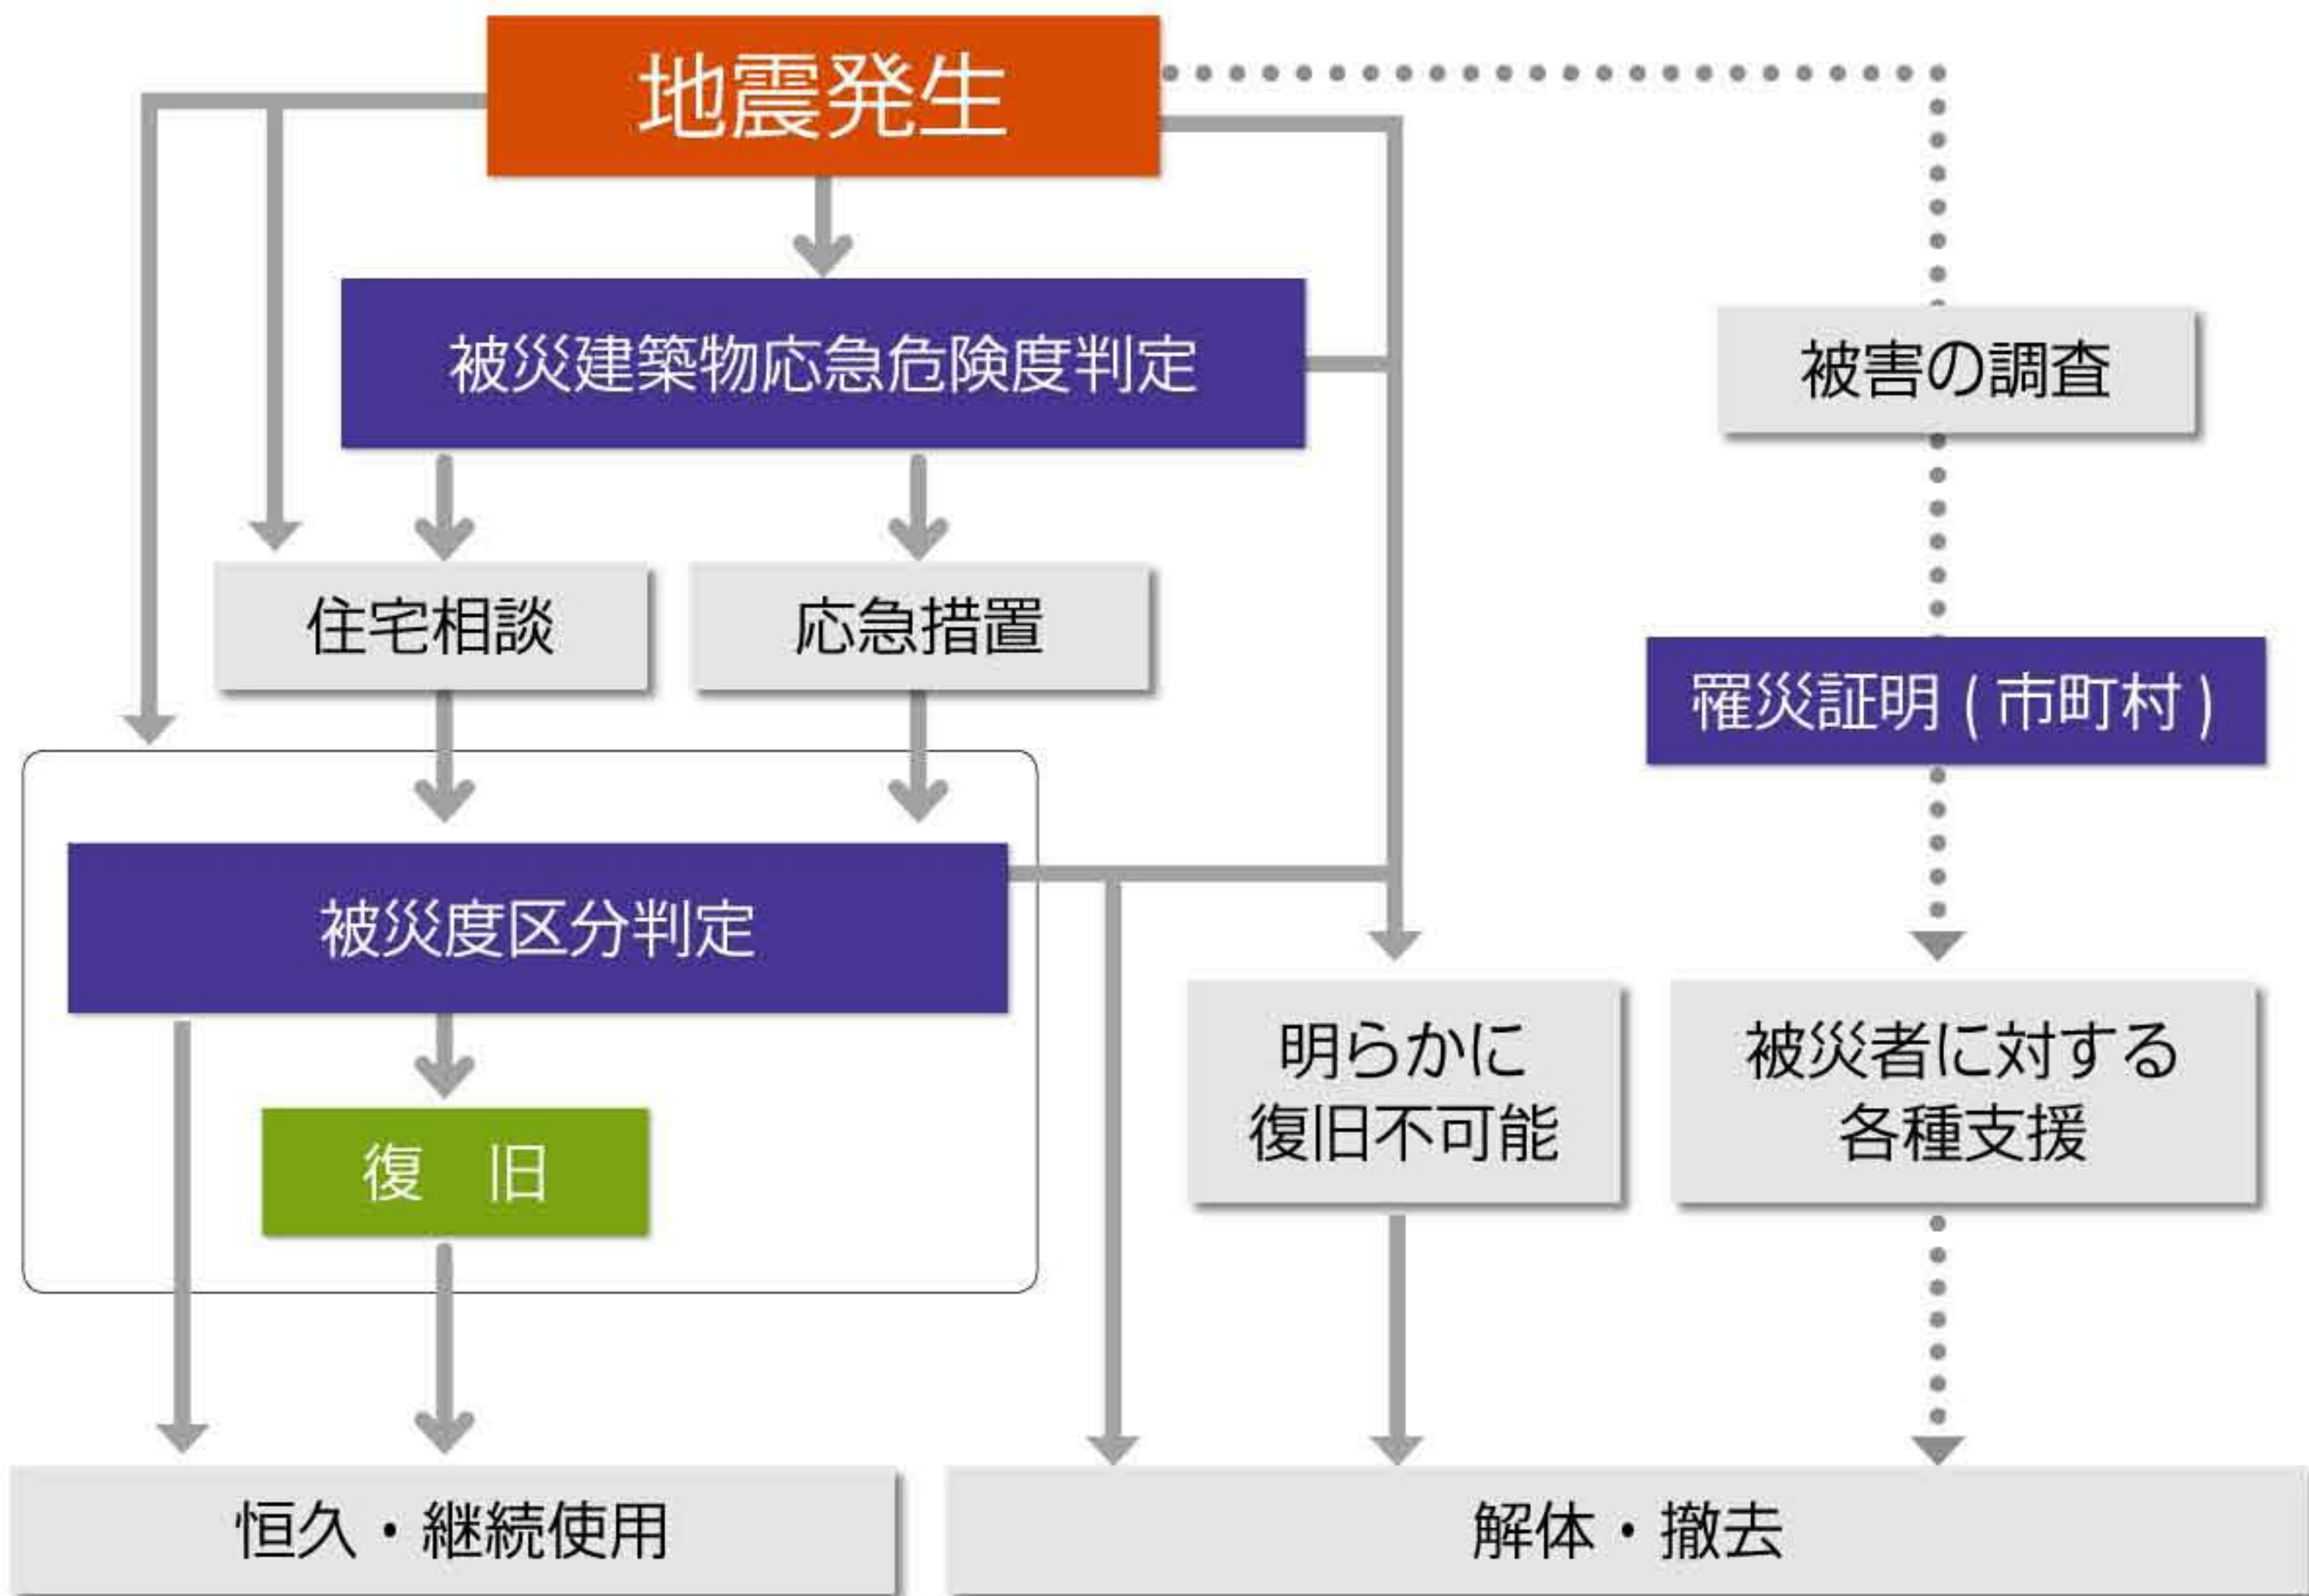 地震発生
被災建築物応急危険度判定
被害の調査
住宅相談
応急措置
罹災証明 ( 市町村 )
被災度区分判定
明らかに
復旧不可能
被災者に対する
各種支援
復　旧
恒久・継続使用
解体・撤去